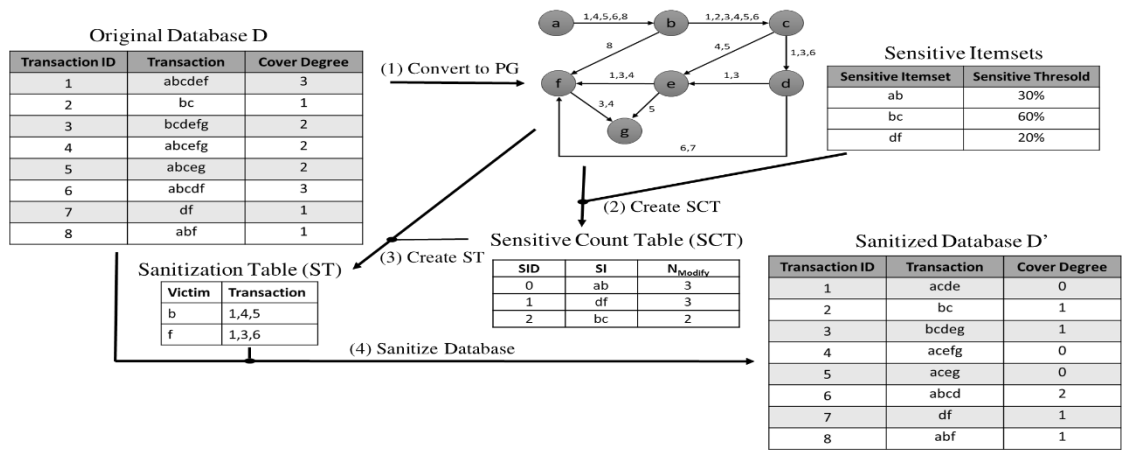 Original Database D
Transaction ID Transaction Cover Degree
1 abcdef 3
2 bc 1
3 bcdefg 2
4 abcefg 2
5 abceg 2
6 abcdf 3
7 df 1
8 abf 1
(1) Convert to PG
a 1,4,5,6,8 b 1,2,3,4,5,6 c
8 4,5 1,3,6
f 1,3,4 e 1,3 d
3,4 5
g
6,7
Sensitive Itemsets
Sensitive Itemset Sensitive Thresold
ab 30%
bc 60%
df 20%
(2) Create SCT
(3) Create ST
Sensitive Count Table (SCT)
SID SI NModify
0 ab 3
1 df 3
2 bc 2
Sanitization Table (ST)
Victim Transaction
b 1,4,5
f 1,3,6
(4) Sanitize Database
Sanitized Database D’
Transaction ID Transaction Cover Degree
1 acde 0
2 bc 1
3 bcdeg 1
4 acefg 0
5 aceg 0
6 abcd 2
7 df 1
8 abf 1